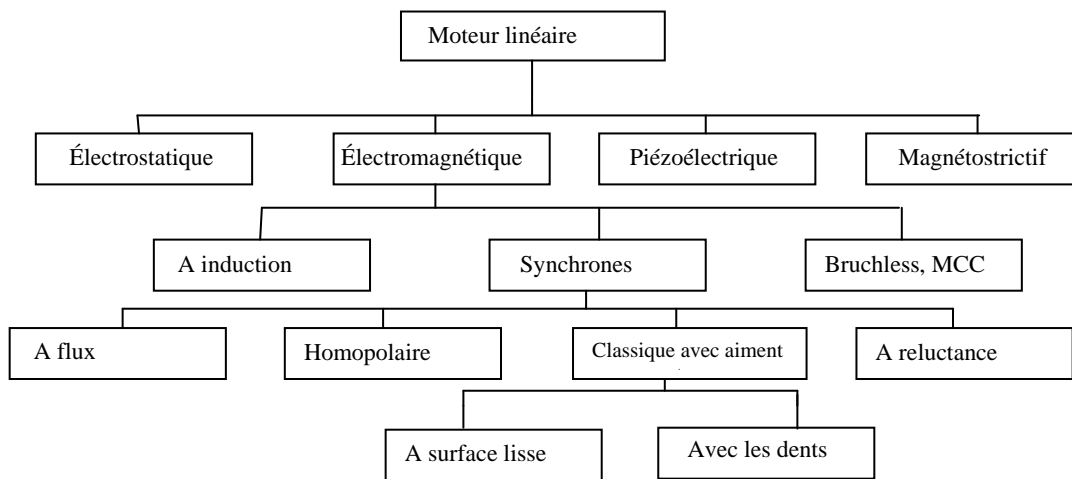 Moteur linéaire
Électrostatique
Électromagnétique
Piézoélectrique
Magnétostrictif
A induction
Synchrones
Bruchless, MCC
A flux
Homopolaire
Classique avec aiment
A reluctance
A surface lisse
Avec les dents